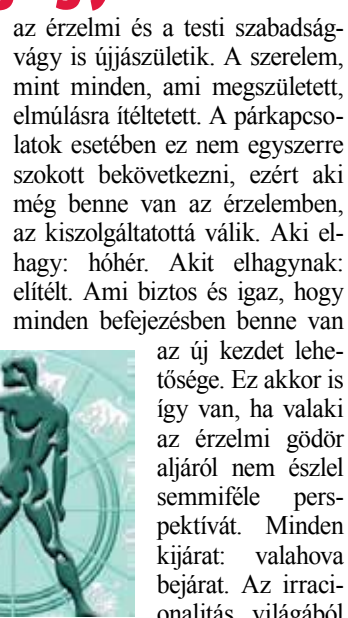 az érzelmi és a testi szabadság-
vágy is újjászületik. A szerelem,
mint minden, ami megszületett,
elmúlásra ítéltetett. A párkapcso-
latok esetében ez nem egyszerre
szokott bekövetkezni, ezért aki
még benne van az érzelemben,
az kiszolgáltatottá válik. Aki el-
hagy: hóhér. Akit elhagynak:
elítélt. Ami biztos és igaz, hogy
minden befejezésben benne van
az új kezdet lehe-
tősége. Ez akkor is
így van, ha valaki
az érzelmi gödör
aljáról nem észlel
semmiféle pers-
pektívát. Minden
kijárat: valahova
bejárat. Az irraci-
onalitás világából